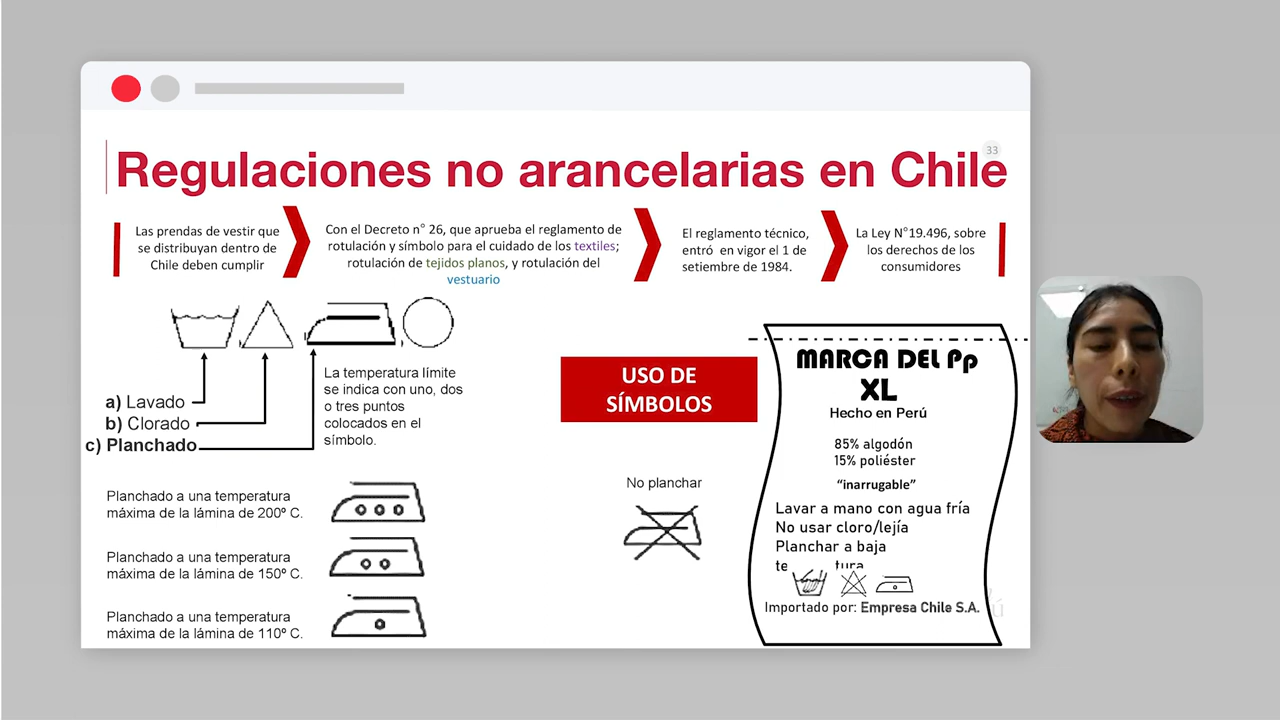 33
Regulaciones no arancelarias en Chile
Las prendas de vestir que
se distribuyan dentro de
Chile deben cumplir
Con el Decreto n° 26, que aprueba el reglamento de
rotulación y símbolo para el cuidado de los textiles;
rotulación de tejidos planos, y rotulación del
vestuario
El reglamento técnico,
entró en vigor el 1 de
setiembre de 1984.
La Ley N°19.496, sobre
los derechos de los
consumidores
a) Lavado
b) Clorado
c) Planchado
La temperatura límite
se indica con uno, dos
o tres puntos
colocados en el
símbolo.
Planchado a una temperatura
máxima de la lámina de 200º C.
Planchado a una temperatura
máxima de la lámina de 150º C.
Planchado a una temperatura
máxima de la lámina de 110º C.
USO DE
SÍMBOLOS
No planchar
MARCA DEL Pp
XL
Hecho en Perú
85% algodón
15% poliéster
“inarrugable”
Lavar a mano con agua fría
No usar cloro/lejía
Planchar a baja
Importado por: Empresa Chile S.A.